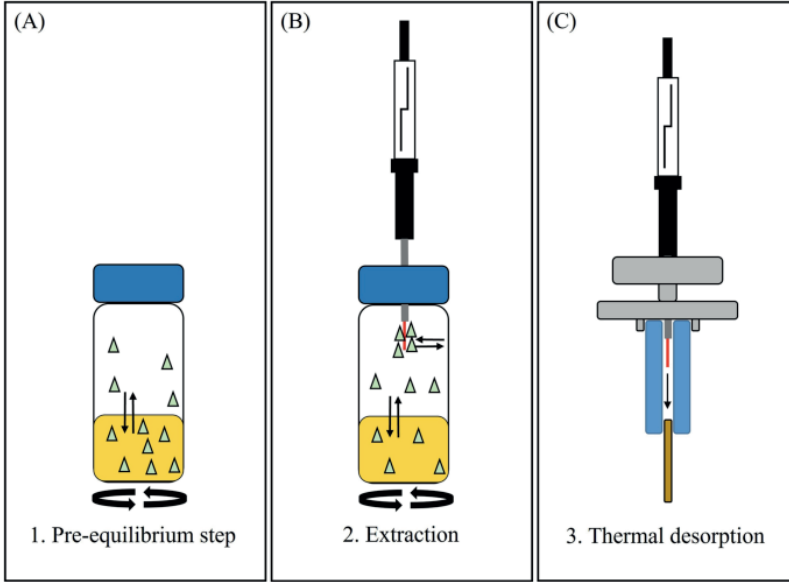 (A)
1. Pre-equilibrium step
(B)
2. Extraction
(C)
3. Thermal desorption